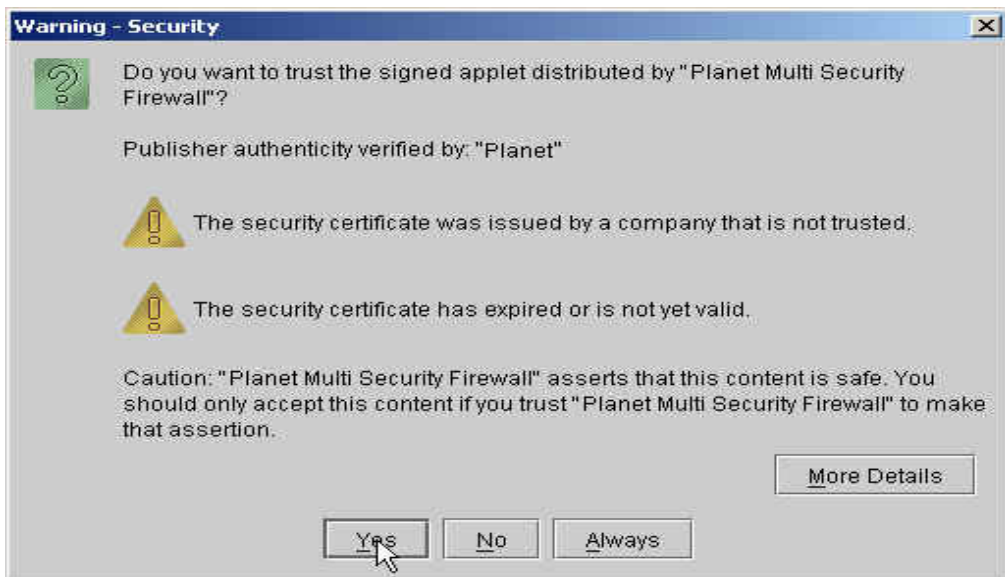 Warning - Security
Do you want to trust the signed applet distributed by "Planet Multi Security
Firewall"?
Publisher authenticity verified by: "Planet"
The security certificate was issued by a company that is not trusted.
The security certificate has expired or is not yet valid.
Caution: "Planet Multi Security Firewall" asserts that this content is safe. You
should only accept this content if you trust "Planet Multi Security Firewall" to make
that assertion.
More Details
Yes No Always